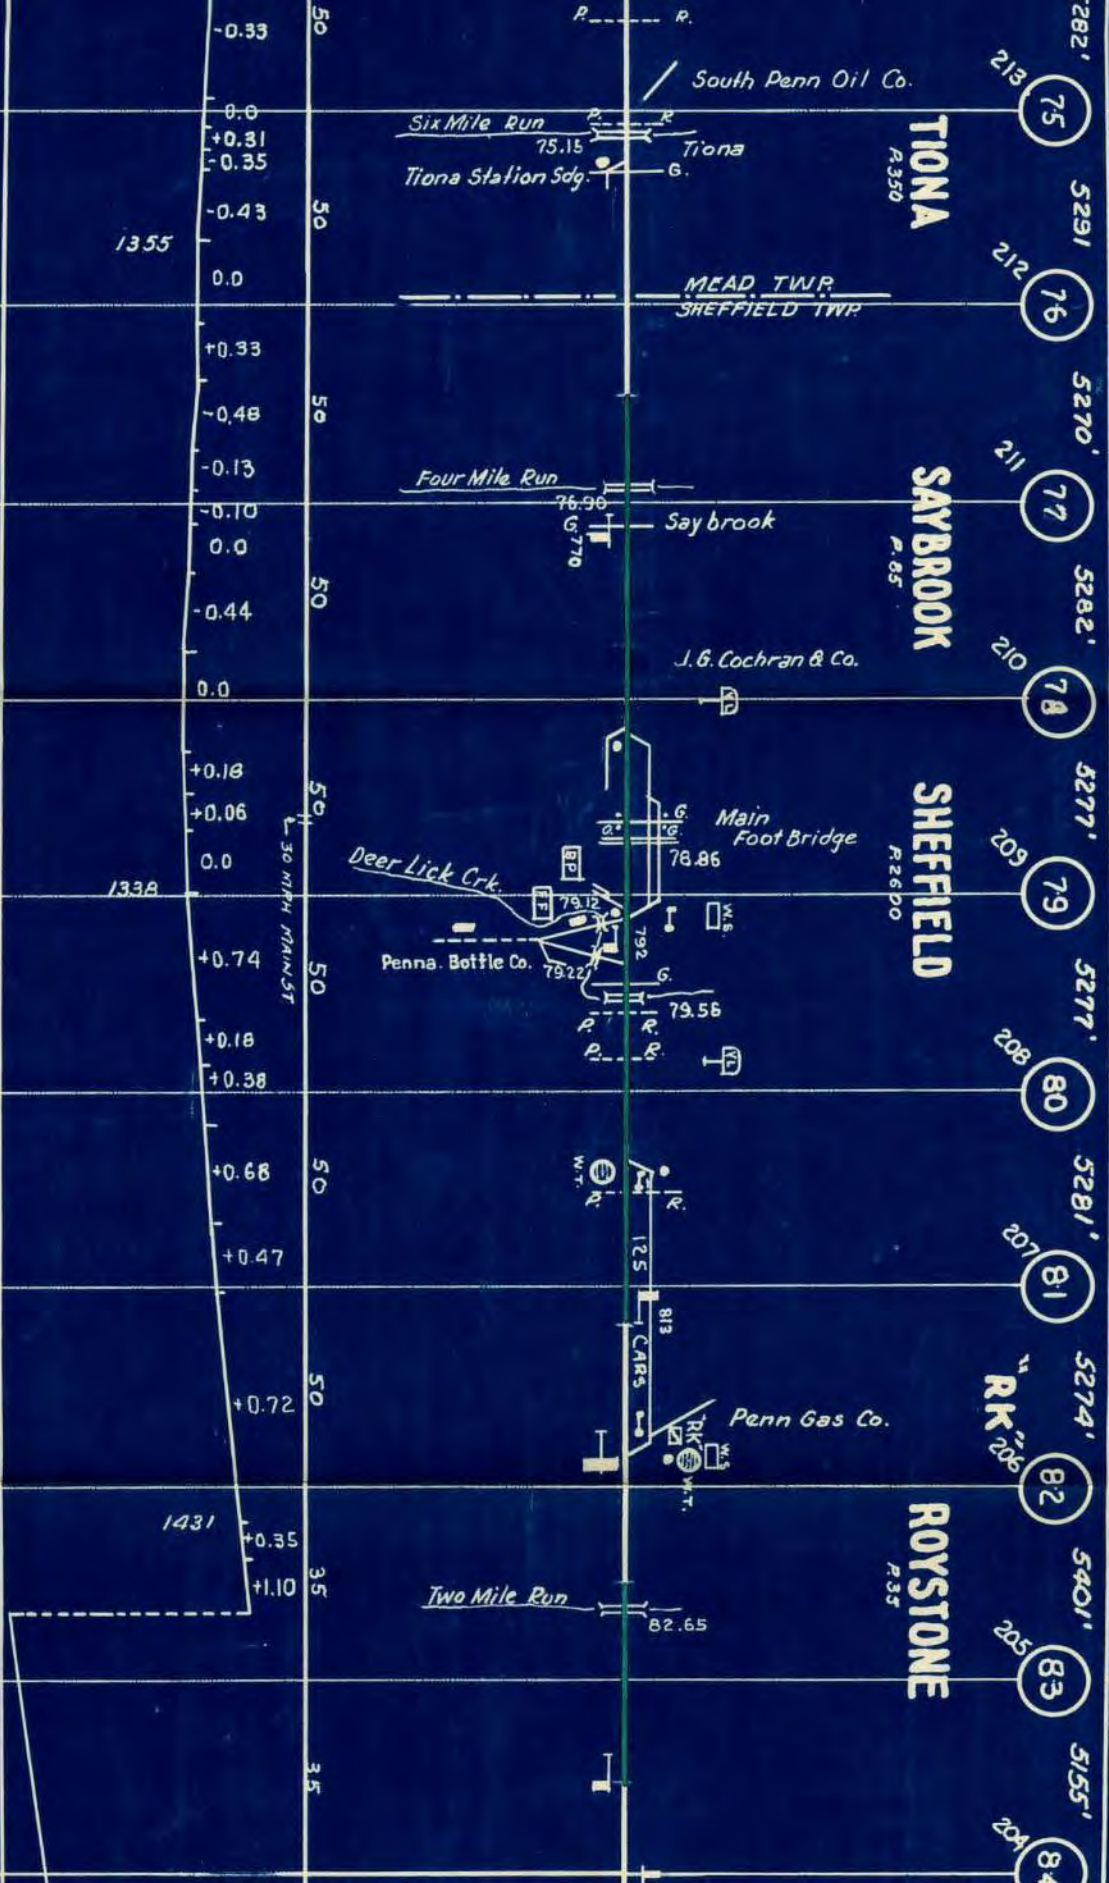 5282'
-0.33
50
P. R.
South Penn Oil Co.
213
75
0.0
Six Mile Run
P. R.
+0.31
75.15
Tiona
-0.35
Tiona Station Sdg.
G.
TIONA
P.350
-0.43
50
5291
1355
212
0.0
MEAD TWP.
SHEFFIELD TWP.
76
+0.33
5270'
-0.48
50
211
-0.13
Four Mile Run
76.90
77
-0.10
G.
Saybrook
770
0.0
SAYBROOK
P.85
-0.44
50
5282'
210
J.G. Cochran & Co.
0.0
YL
78
+0.18
5277'
+0.06
50
G.
Main
O. G.
Foot Bridge
30 MPH MAIN ST
SHEFFIELD
P.2600
209
0.0
BP
78.86
Deer Lick Crk.
1338
FF
79.12
W.S.
79
792
+0.74
50
Penna. Bottle Co.
79.22
G.
5277'
79.56
P. R.
+0.18
P. R.
YL
208
+0.38
80
+0.68
50
W.T.
P. R.
5281'
125
CARS
207
+0.47
81
813
5274'
"RK"
+0.72
50
Penn Gas Co.
"RK"
W.S.
W.T.
206
82
1431
+0.35
ROYSTONE
P.35
5401'
+1.10
35
Two Mile Run
82.65
205
83
35
5155'
204
84